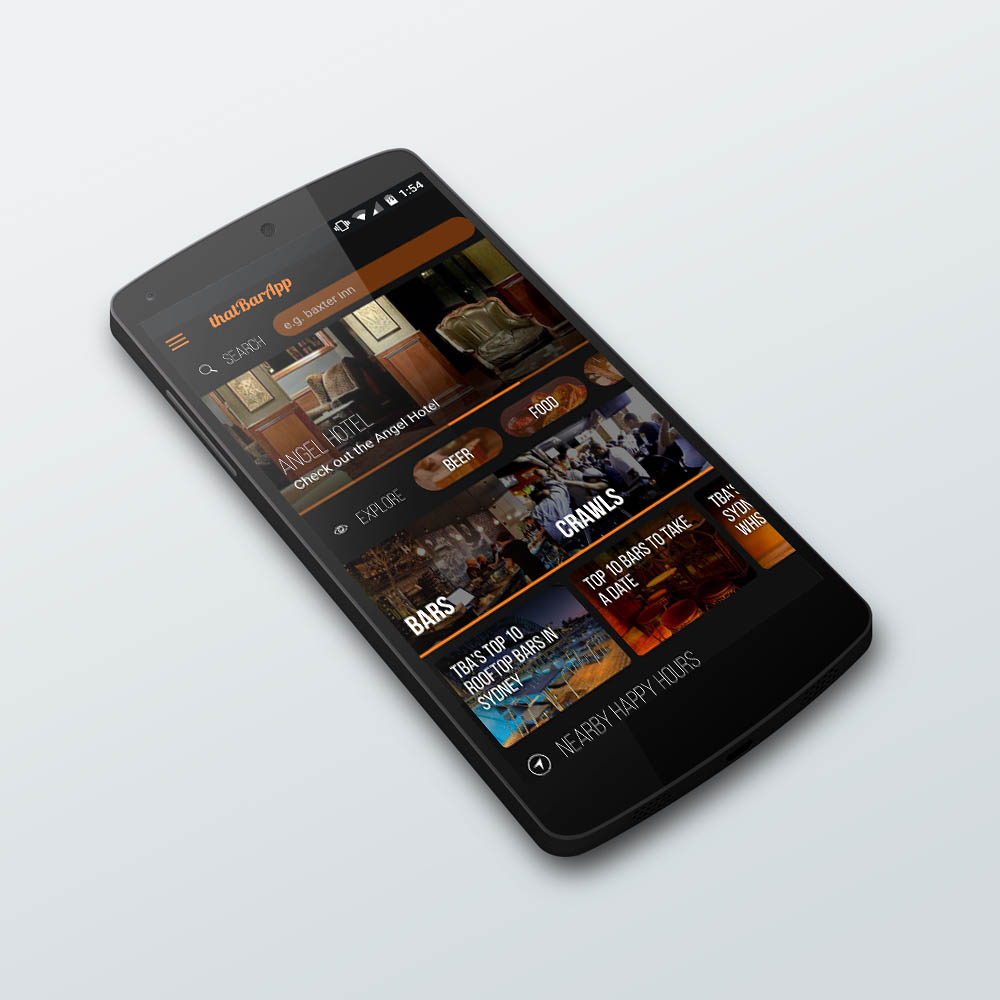 1:54
thatBarApp
SEARCH
e.g. baxter inn
ANGEL HOTEL
Check out the Angel Hotel
EXPLORE
BEER
FOOD
BARS
CRAWLS
TBA'S TOP 10
ROOFTOP BARS IN
SYDNEY
TOP 10 BARS TO TAKE
A DATE
TBA'S
SYDN
WHIS
NEARBY HAPPY HOURS